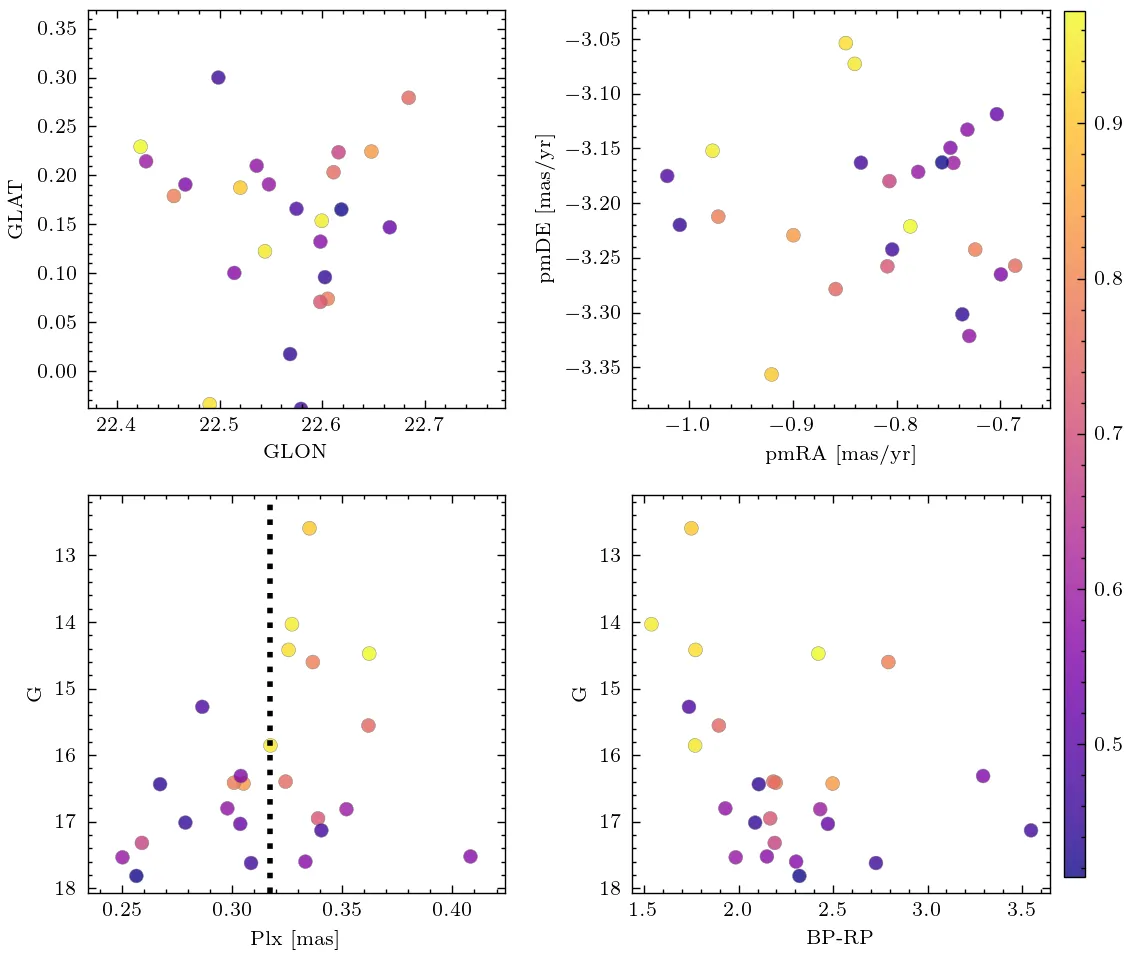 0.35
0.30
0.25
0.20
0.15
0.10
0.05
0.00
GLAT
22.4 22.5 22.6 22.7
GLON
−3.05
−3.10
−3.15
−3.20
−3.25
−3.30
−3.35
pmDE [mas/yr]
−1.0 −0.9 −0.8 −0.7
pmRA [mas/yr]
0.9
0.8
0.7
0.6
0.5
13
14
15
16
17
18
G
0.25 0.30 0.35 0.40
Plx [mas]
13
14
15
16
17
18
G
1.5 2.0 2.5 3.0 3.5
BP-RP